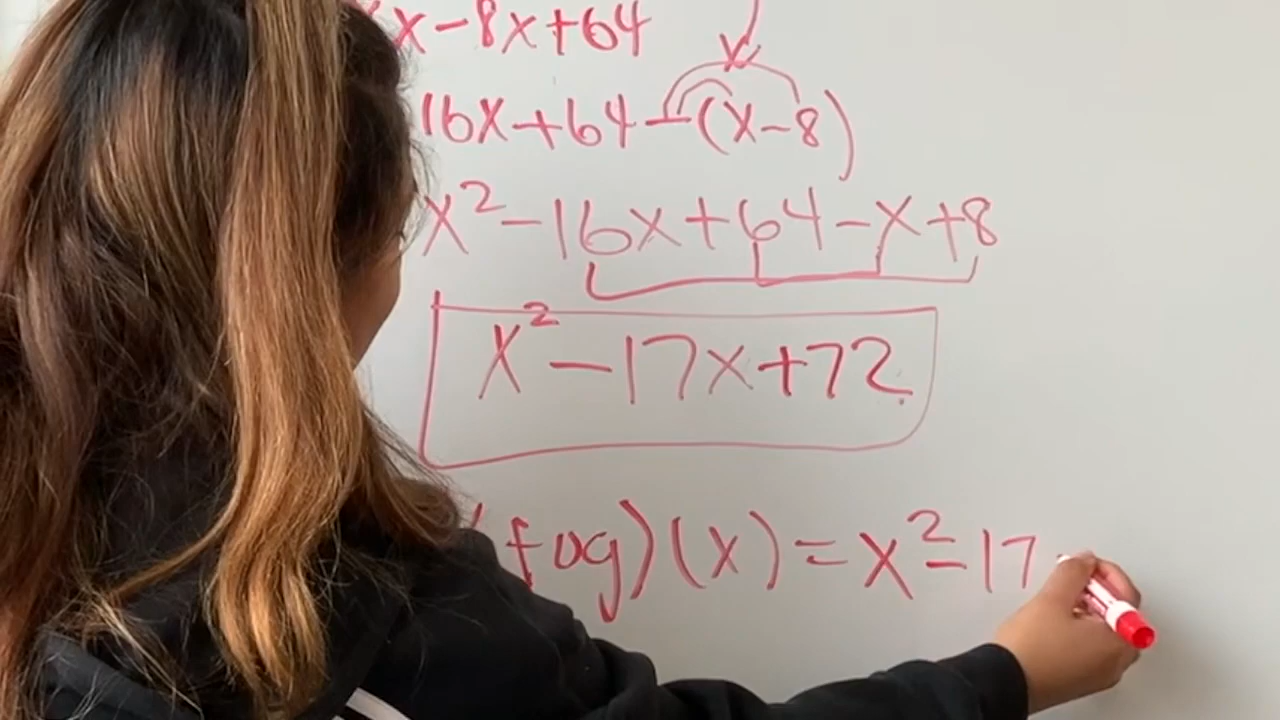 x-8x+64
16x+64-(x-8)
x²-16x+64-x+8
x²-17x+72
(fog)(x)=x²-17